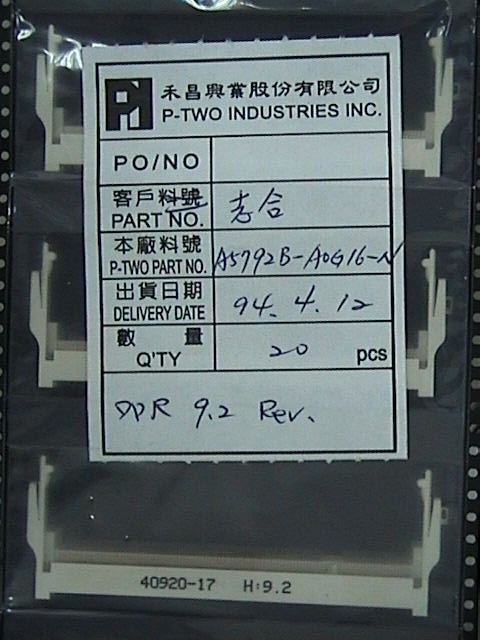 禾昌興業股份有限公司
P-TWO INDUSTRIES INC.
PO/NO
客戶料號
PART NO.
本廠料號
P-TWO PART NO. A5792B-A0G16-N
出貨日期
DELIVERY DATE 94.4.12
數量
Q'TY 20 pcs
DDR 9.2 Rev.
40920-17 H:9.2